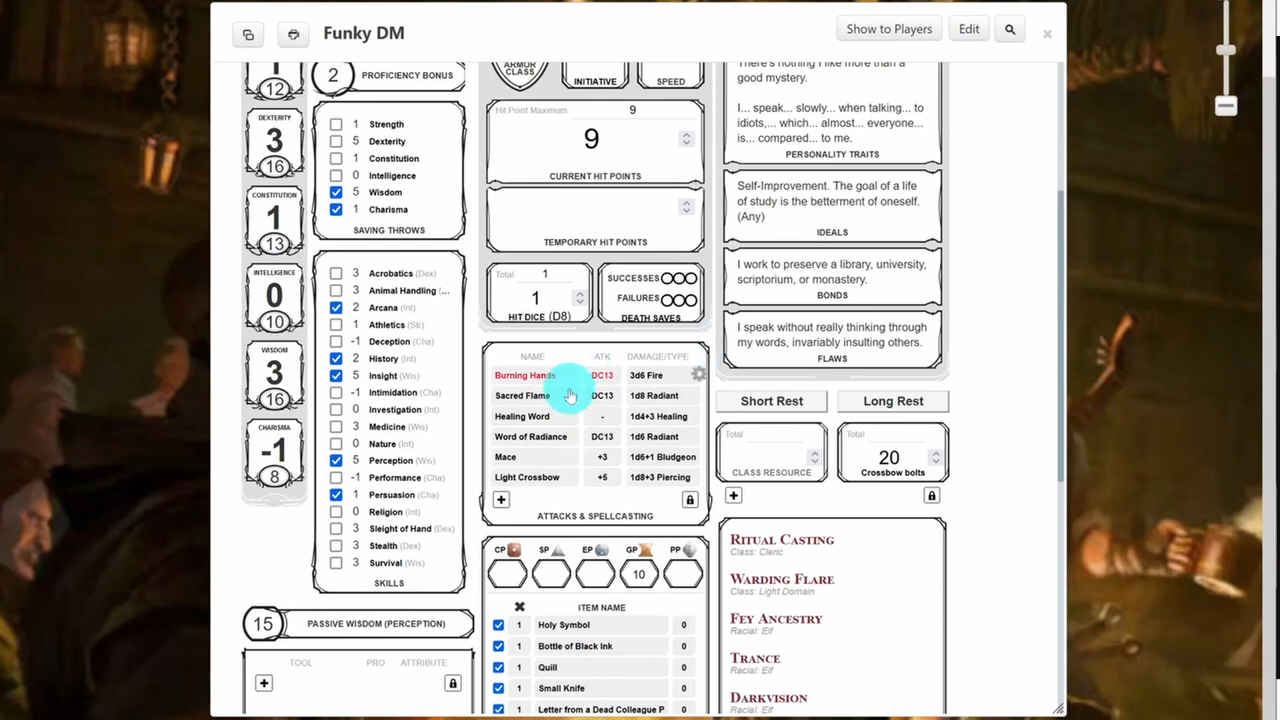 Funky DM
Show to Players
Edit
12
2
PROFICIENCY BONUS
DEXTERITY
3
16
CONSTITUTION
1
13
INTELLIGENCE
0
10
WISDOM
3
16
CHARISMA
-1
8
1 Strength
5 Dexterity
1 Constitution
0 Intelligence
5 Wisdom
1 Charisma
SAVING THROWS
3 Acrobatics (Dex)
3 Animal Handling (...
2 Arcana (Int)
1 Athletics (Str)
-1 Deception (Cha)
2 History (Int)
5 Insight (Wis)
-1 Intimidation (Cha)
0 Investigation (Int)
3 Medicine (Wis)
0 Nature (Int)
5 Perception (Wis)
-1 Performance (Cha)
1 Persuasion (Cha)
0 Religion (Int)
3 Sleight of Hand (Dex)
3 Stealth (Dex)
3 Survival (Wis)
SKILLS
15
PASSIVE WISDOM (PERCEPTION)
TOOL PRO ATTRIBUTE
ARMOR
CLASS
INITIATIVE
SPEED
Hit Point Maximum 9
9
CURRENT HIT POINTS
TEMPORARY HIT POINTS
Total 1
1
HIT DICE (D8)
SUCCESSES
FAILURES
DEATH SAVES
NAME ATK DAMAGE/TYPE
Burning Hands DC13 3d6 Fire
Sacred Flame DC13 1d8 Radiant
Healing Word - 1d4+3 Healing
Word of Radiance DC13 1d6 Radiant
Mace +3 1d6+1 Bludgeon
Light Crossbow +5 1d8+3 Piercing
ATTACKS & SPELLCASTING
CP SP EP GP PP
10
ITEM NAME
1 Holy Symbol 0
1 Bottle of Black Ink 0
1 Quill 0
1 Small Knife 0
1 Letter from a Dead Colleague P 0
There's nothing I like more than a
good mystery.
I... speak... slowly... when talking... to
idiots,... which... almost... everyone...
is... compared... to me.
PERSONALITY TRAITS
Self-Improvement. The goal of a life
of study is the betterment of oneself.
(Any)
IDEALS
I work to preserve a library, university,
scriptorium, or monastery.
BONDS
I speak without really thinking through
my words, invariably insulting others.
FLAWS
Short Rest
Long Rest
Total
CLASS RESOURCE
Total
20
Crossbow bolts
RITUAL CASTING
Class: Cleric
WARDING FLARE
Class: Light Domain
FEY ANCESTRY
Racial: Elf
TRANCE
Racial: Elf
DARKVISION
Racial: Elf